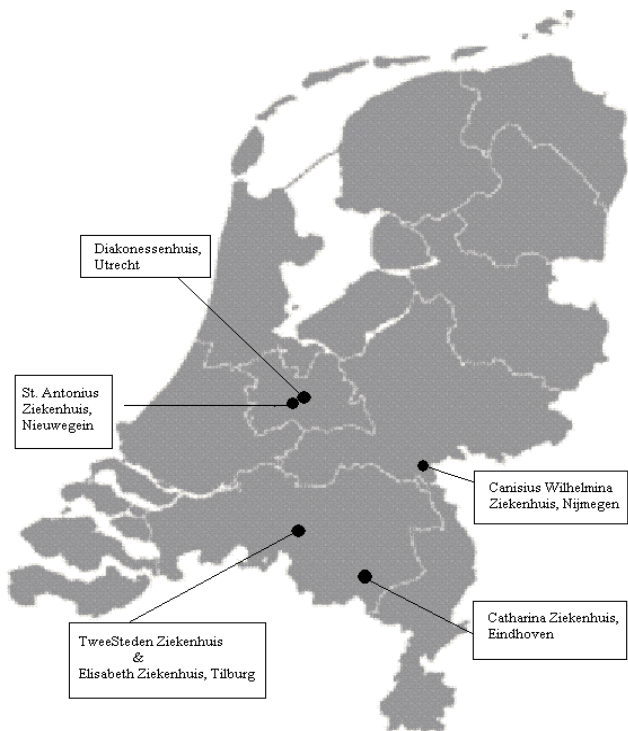 Diakonessenhuis,
Utrecht
St. Antonius
Ziekenhuis,
Nieuwegein
Canisius Wilhelmina
Ziekenhuis, Nijmegen
Catharina Ziekenhuis,
Eindhoven
TweeSteden Ziekenhuis
&
Elisabeth Ziekenhuis, Tilburg